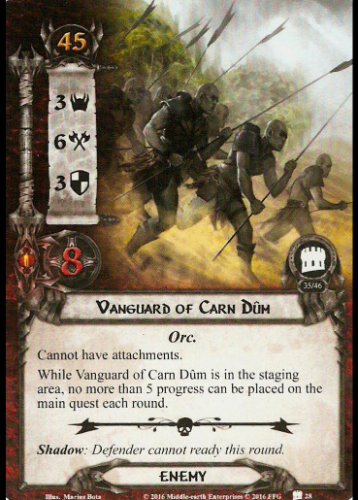 45
3
6
3
8
35/46
Vanguard of Carn Dûm
Orc.
Cannot have attachments.
While Vanguard of Carn Dûm is in the staging
area, no more than 5 progress can be placed on the
main quest each round.
Shadow: Defender cannot ready this round.
ENEMY
Illus. Marius Bota © 2016 Middle-earth Enterprises © 2016 FFG 28